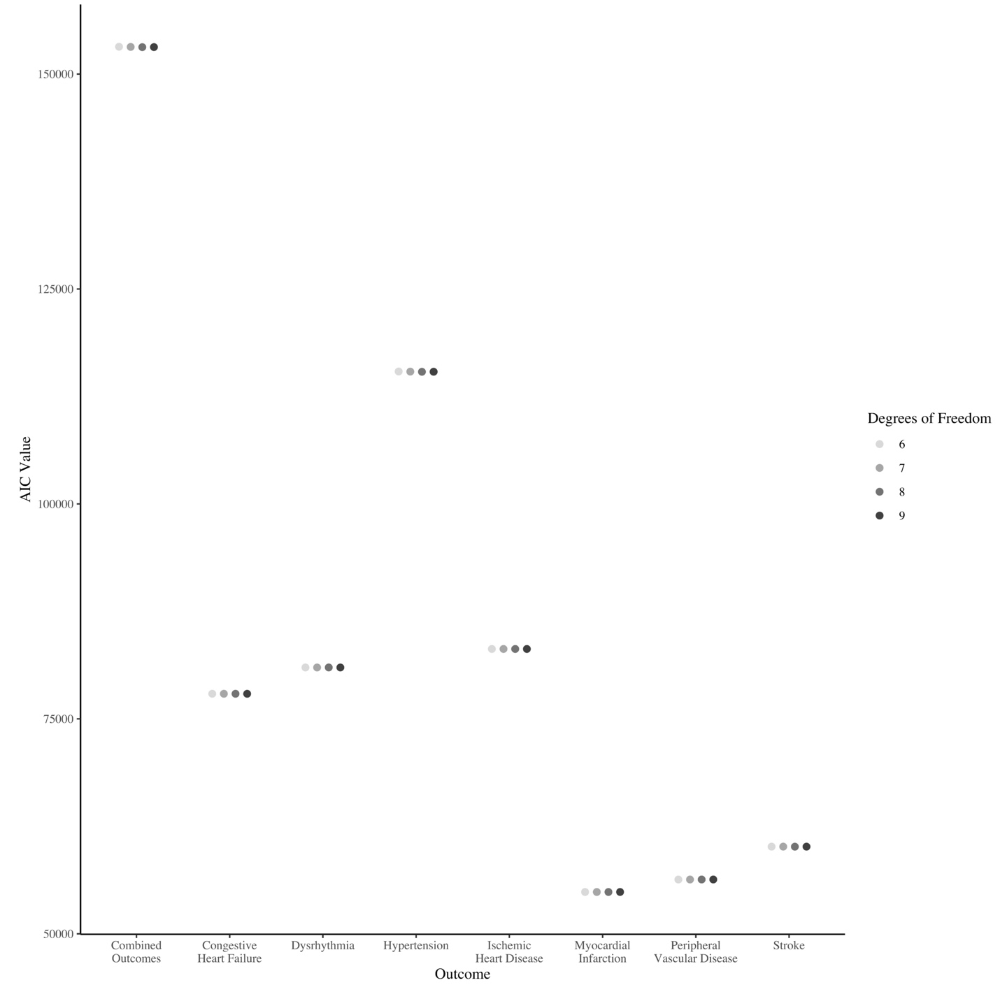 150000
125000
100000
75000
50000
AIC Value
Combined
Outcomes
Congestive
Heart Failure
Dysrhythmia
Hypertension
Ischemic
Heart Disease
Myocardial
Infarction
Peripheral
Vascular Disease
Stroke
Outcome
Degrees of Freedom
6
7
8
9